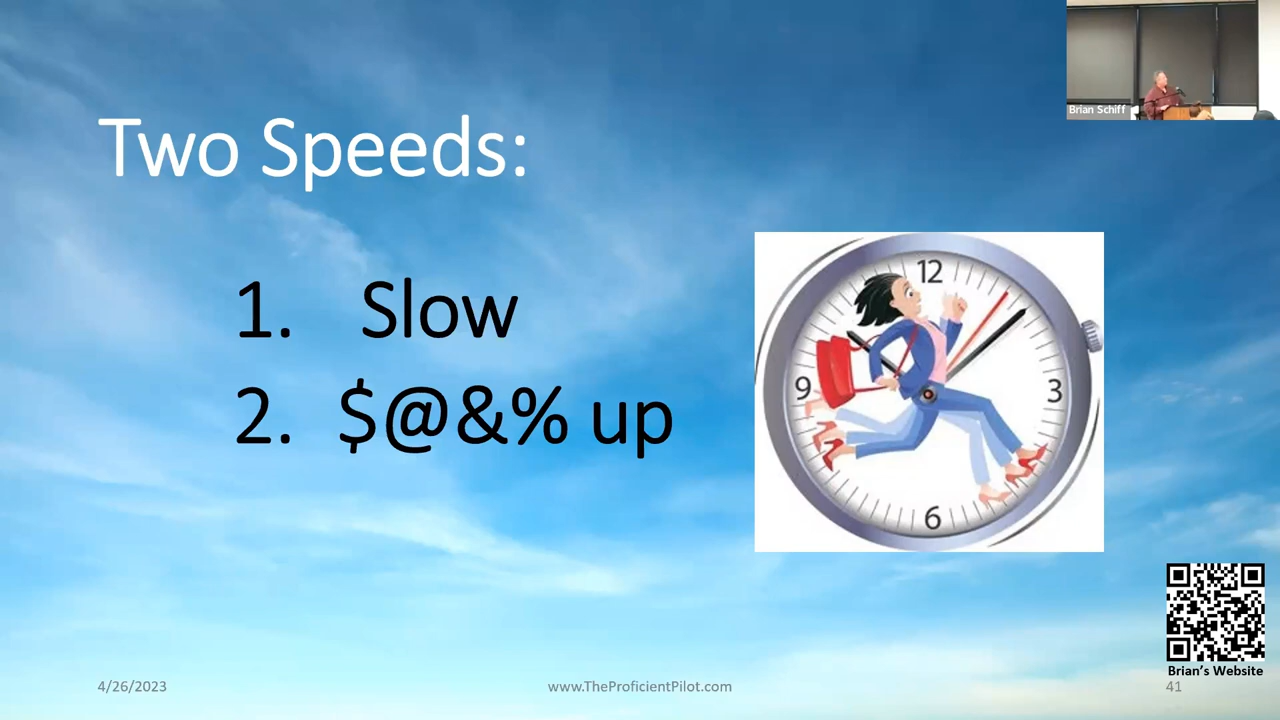 Brian Schiff
Two Speeds:
1. Slow
2. $@&% up
12
9
3
6
Brian's Website
4/26/2023
www.TheProficientPilot.com
41